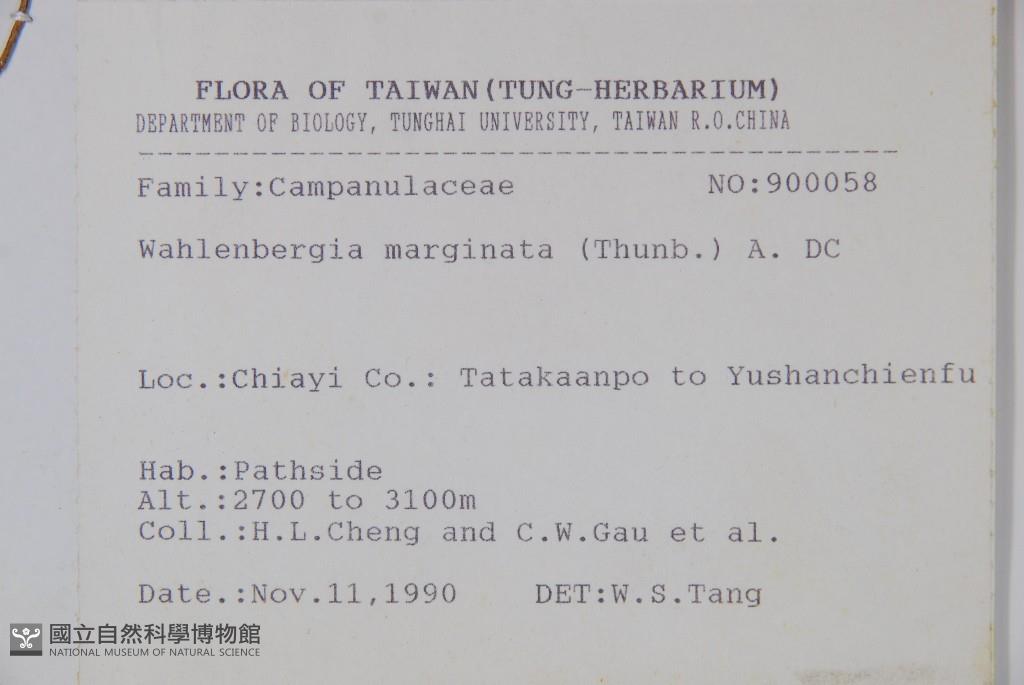 FLORA OF TAIWAN(TUNG-HERBARIUM)
DEPARTMENT OF BIOLOGY, TUNGHAI UNIVERSITY, TAIWAN R.O.CHINA
----------------------------------------
Family:Campanulaceae NO:900058
Wahlenbergia marginata (Thunb.) A. DC
Loc.:Chiayi Co.: Tatakaanpo to Yushanchienfu
Hab.:Pathside
Alt.:2700 to 3100m
Coll.:H.L.Cheng and C.W.Gau et al.
Date.:Nov.11,1990 DET:W.S.Tang
國立自然科學博物館
NATIONAL MUSEUM OF NATURAL SCIENCE